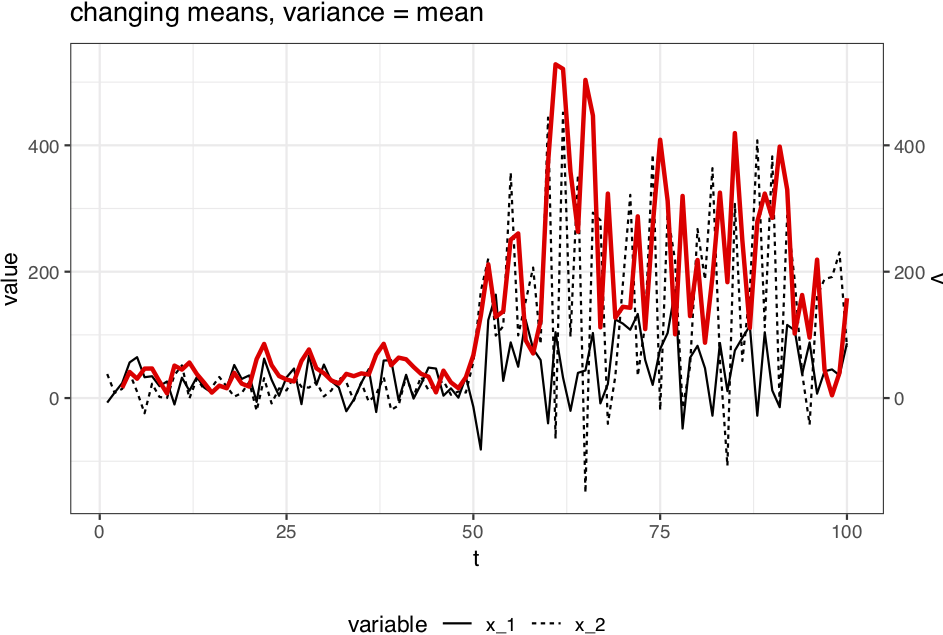 changing means, variance = mean
value
400
200
0
400
200
0
V
0
25
50
75
100
t
variable x_1 x_2